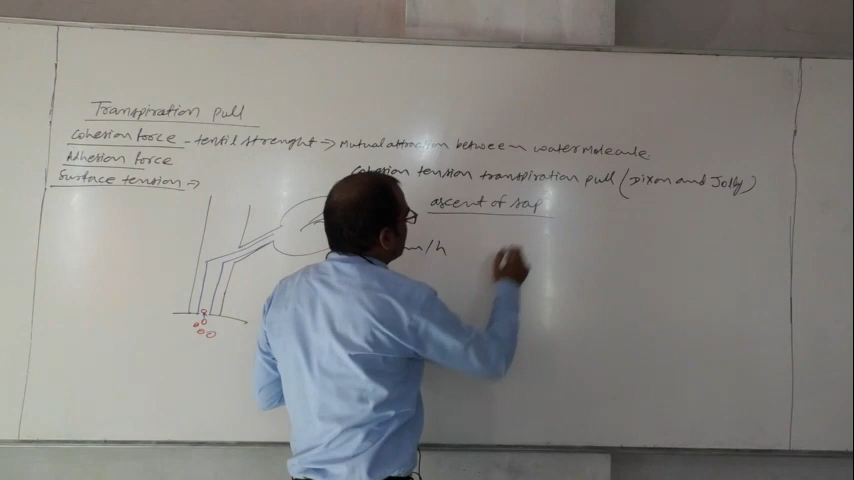 Transpiration pull
Cohesion force - tentil strenght → Mutual attraction between water Molecule.
Adhesion force
Surface tension →
Cohesion tension transpiration pull (Dixon and Jolly)
ascent of sap
m/h